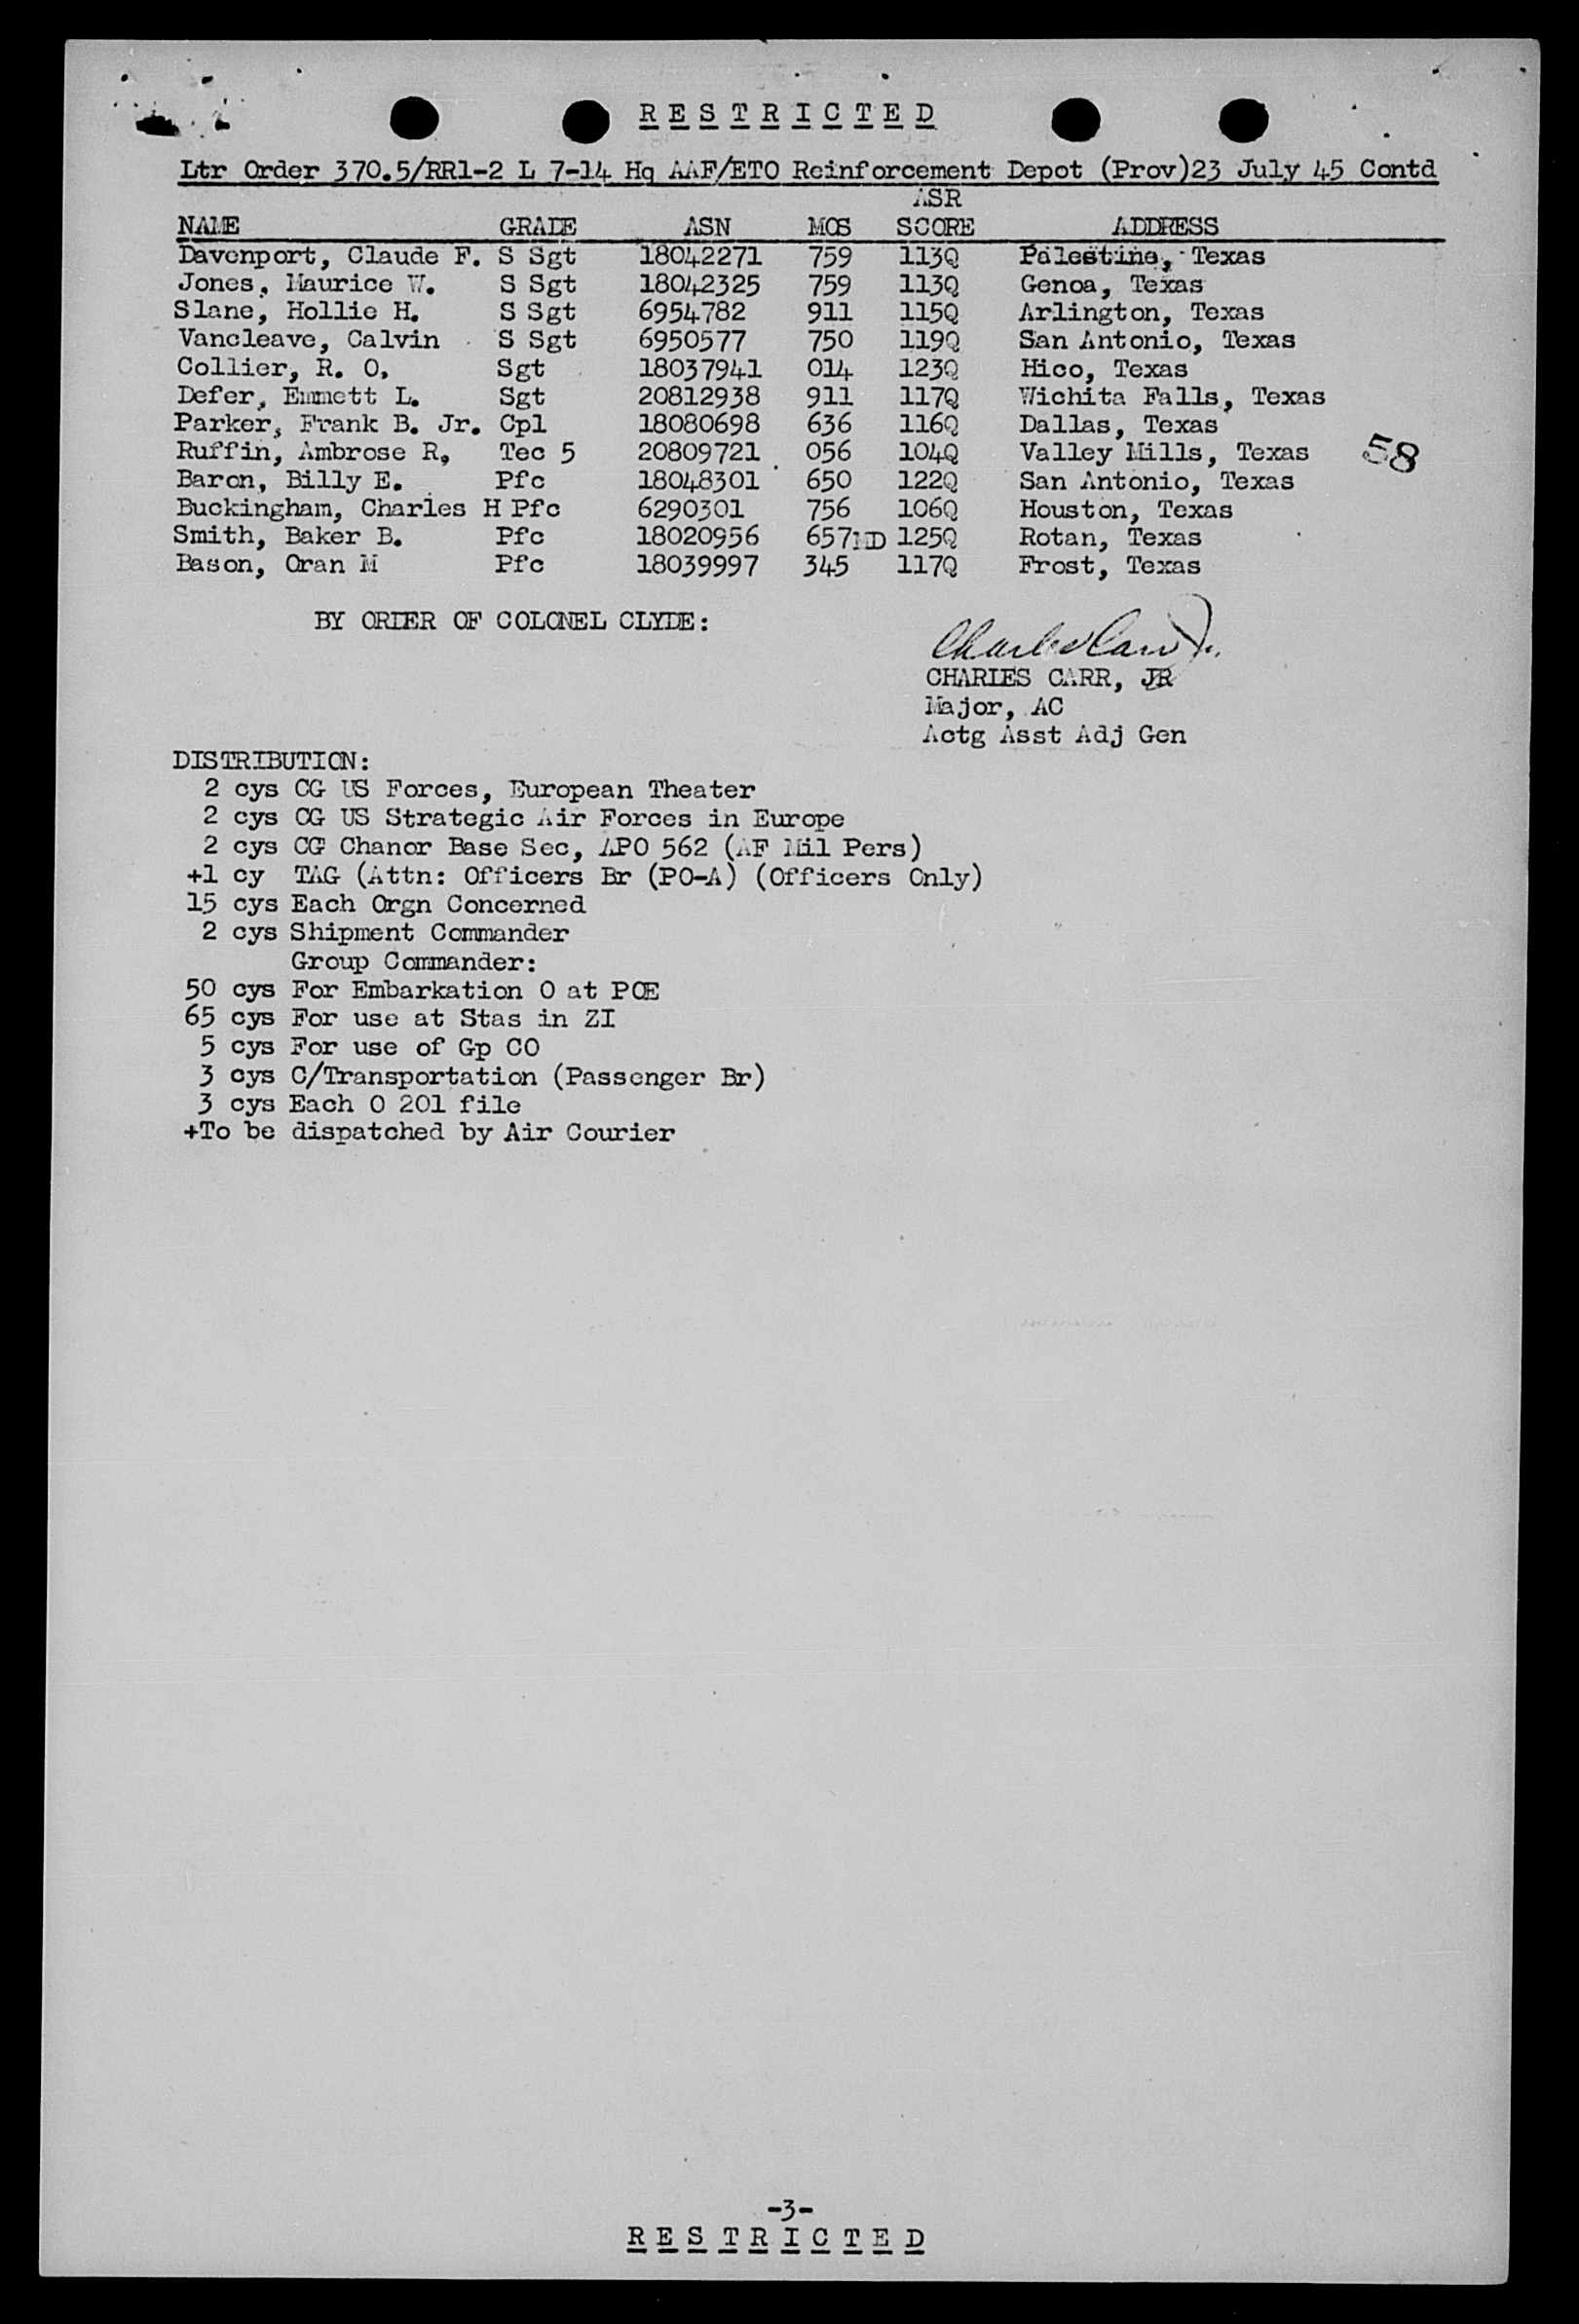 RESTRICTED
Ltr Order 370.5/RR1-2 L 7-14 Hq AAF/ETO Reinforcement Depot (Prov)23 July 45 Contd
ASR
NAME GRADE ASN MOS SCORE ADDRESS
Davenport, Claude F. S Sgt 18042271 759 113Q Palestine, Texas
Jones, Maurice W. S Sgt 18042325 759 113Q Genoa, Texas
Slane, Hollie H. S Sgt 6954782 911 115Q Arlington, Texas
Vancleave, Calvin S Sgt 6950577 750 119Q San Antonio, Texas
Collier, R. O, Sgt 18037941 014 123Q Hico, Texas
Defer, Emmett L. Sgt 20812938 911 117Q Wichita Falls, Texas
Parker, Frank B. Jr. Cpl 18080698 636 116Q Dallas, Texas
Ruffin, Ambrose R, Tec 5 20809721 056 104Q Valley Mills, Texas 58
Baron, Billy E. Pfc 18048301 650 122Q San Antonio, Texas
Buckingham, Charles H Pfc 6290301 756 106Q Houston, Texas
Smith, Baker B. Pfc 18020956 657MD 125Q Rotan, Texas
Bason, Oran M Pfc 18039997 345 117Q Frost, Texas
BY ORDER OF COLONEL CLYDE:
Charles Carr Jr.
CHARLES CARR, JR
Major, AC
Actg Asst Adj Gen
DISTRIBUTION:
2 cys CG US Forces, European Theater
2 cys CG US Strategic Air Forces in Europe
2 cys CG Chanor Base Sec, APO 562 (AF Mil Pers)
+1 cy TAG (Attn: Officers Br (PO-A) (Officers Only)
15 cys Each Orgn Concerned
2 cys Shipment Commander
Group Commander:
50 cys For Embarkation O at POE
65 cys For use at Stas in ZI
5 cys For use of Gp CO
3 cys C/Transportation (Passenger Br)
3 cys Each O 201 file
+To be dispatched by Air Courier
-3-
RESTRICTED